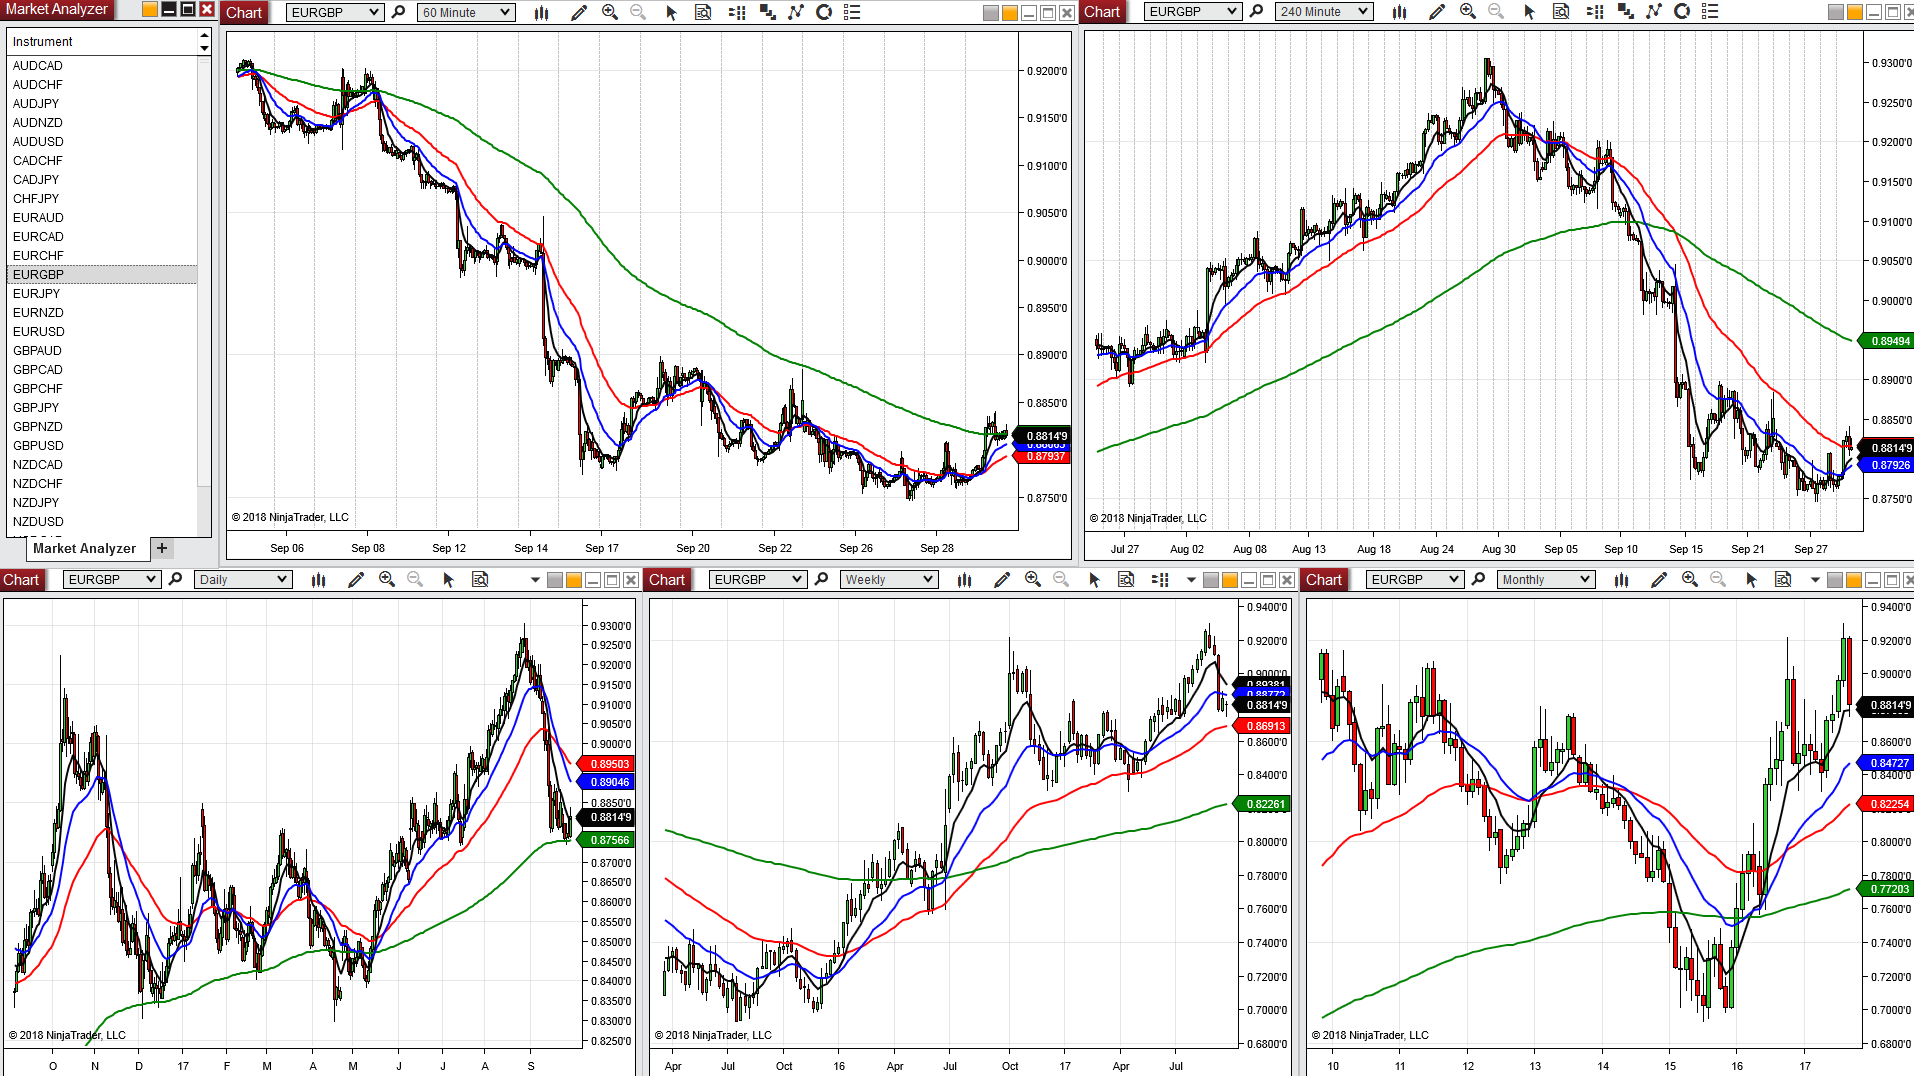 Market Analyzer
Instrument
AUDCAD
AUDCHF
AUDJPY
AUDNZD
AUDUSD
CADCHF
CADJPY
CHFJPY
EURAUD
EURCAD
EURCHF
EURGBP
EURJPY
EURNZD
EURUSD
GBPAUD
GBPCAD
GBPCHF
GBPJPY
GBPNZD
GBPUSD
NZDCAD
NZDCHF
NZDJPY
NZDUSD
Market Analyzer +
Chart EURGBP 60 Minute
0.9200'0
0.9150'0
0.9100'0
0.9050'0
0.9000'0
0.8950'0
0.8900'0
0.8850'0
0.8814'9
0.87937
0.8750'0
© 2018 NinjaTrader, LLC
Sep 06 Sep 08 Sep 12 Sep 14 Sep 17 Sep 20 Sep 22 Sep 26 Sep 28
Chart EURGBP 240 Minute
0.9300'0
0.9250'0
0.9200'0
0.9150'0
0.9100'0
0.9050'0
0.9000'0
0.89494
0.8900'0
0.8850'0
0.8814'9
0.87926
0.8750'0
© 2018 NinjaTrader, LLC
Jul 27 Aug 02 Aug 08 Aug 13 Aug 18 Aug 24 Aug 30 Sep 05 Sep 10 Sep 15 Sep 21 Sep 27
Chart EURGBP Daily
0.9300'0
0.9250'0
0.9200'0
0.9150'0
0.9100'0
0.9050'0
0.9000'0
0.89503
0.89046
0.8850'0
0.8814'9
0.87566
0.8700'0
0.8650'0
0.8600'0
0.8550'0
0.8500'0
0.8450'0
0.8400'0
0.8350'0
0.8300'0
0.8250'0
© 2018 NinjaTrader, LLC
O N D 17 F M A M J J A S
Chart EURGBP Weekly
0.9400'0
0.9200'0
0.9000'0
0.89381
0.88772
0.8814'9
0.86913
0.8600'0
0.8400'0
0.82261
0.8000'0
0.7800'0
0.7600'0
0.7400'0
0.7200'0
0.7000'0
0.6800'0
© 2018 NinjaTrader, LLC
Apr Jul Oct 16 Apr Jul Oct 17 Apr Jul
Chart EURGBP Monthly
0.9400'0
0.9200'0
0.9000'0
0.8814'9
0.8600'0
0.84727
0.8400'0
0.82254
0.8000'0
0.7800'0
0.77203
0.7600'0
0.7400'0
0.7200'0
0.7000'0
0.6800'0
© 2018 NinjaTrader, LLC
10 11 12 13 14 15 16 17